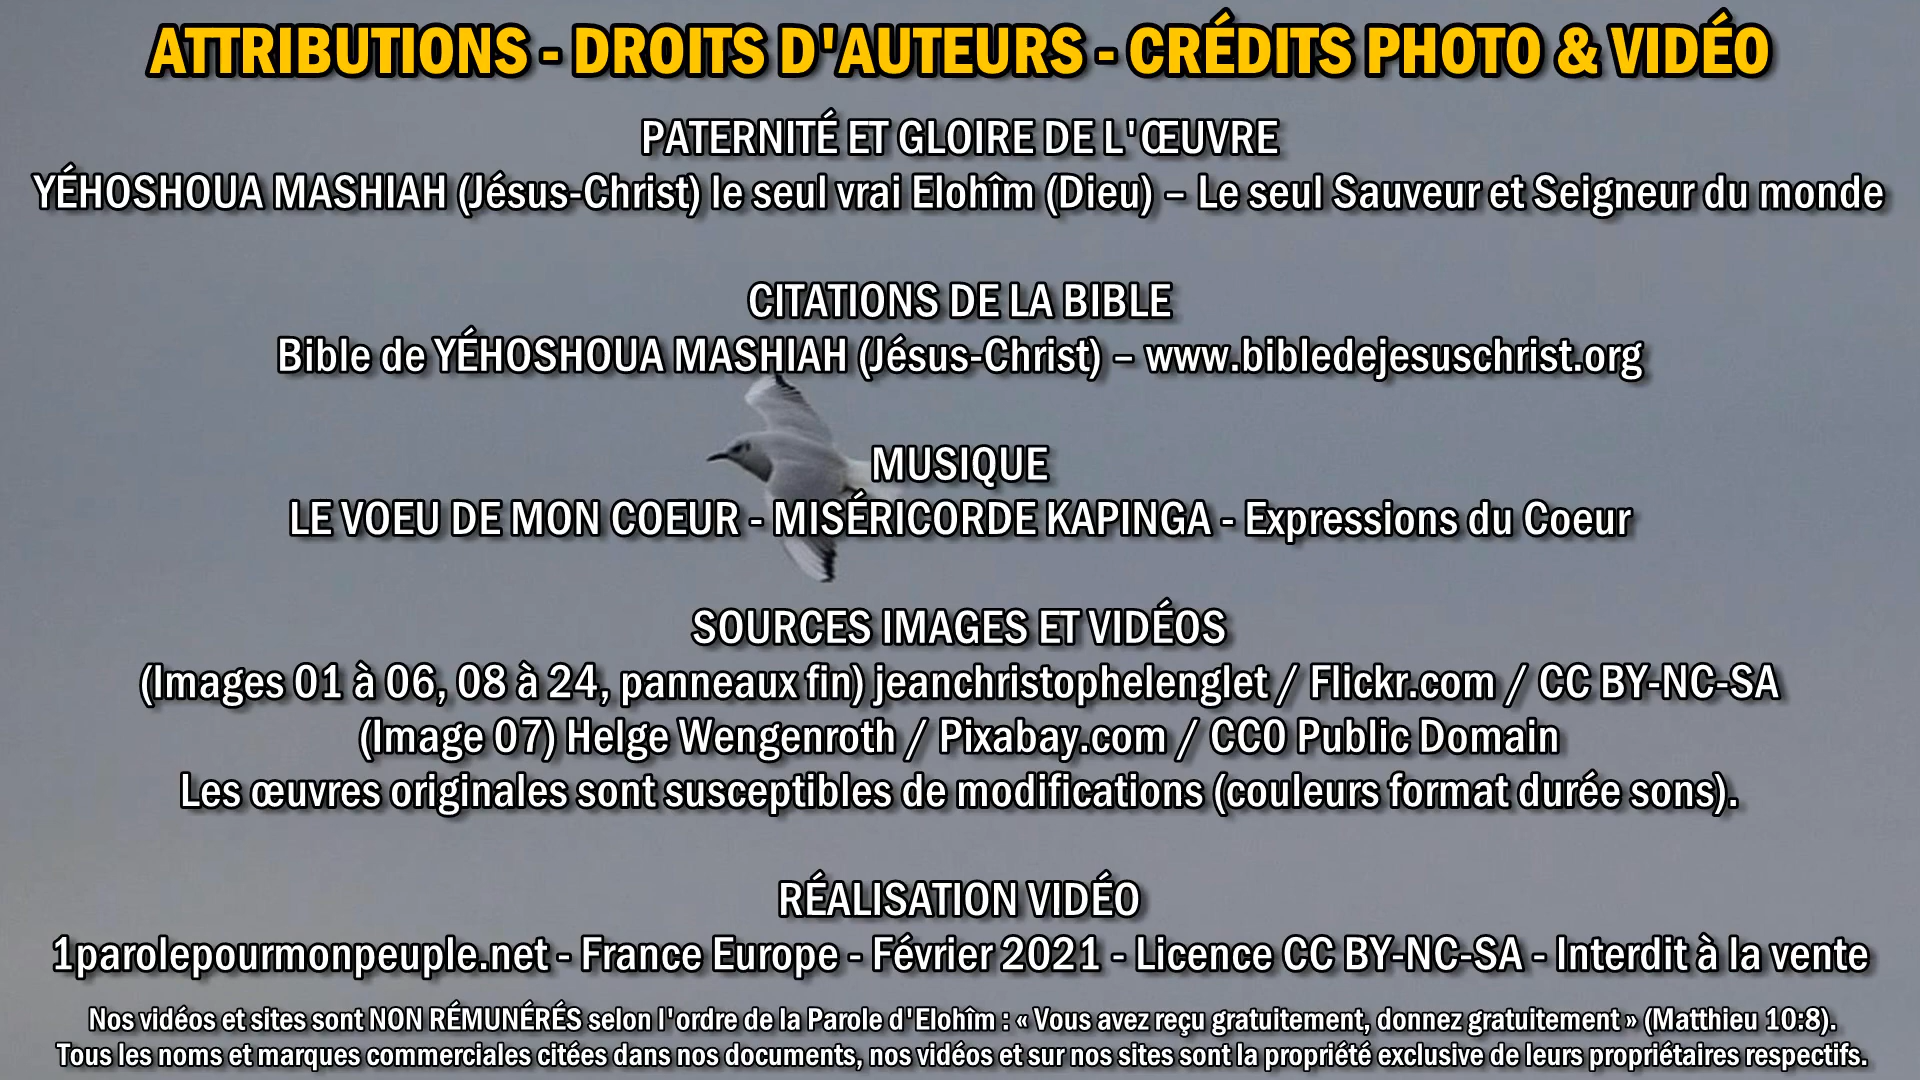 ATTRIBUTIONS - DROITS D'AUTEURS - CRÉDITS PHOTO & VIDÉO
PATERNITÉ ET GLOIRE DE L'ŒUVRE
YÉHOSHOUA MASHIAH (Jésus-Christ) le seul vrai Elohîm (Dieu) – Le seul Sauveur et Seigneur du monde
CITATIONS DE LA BIBLE
Bible de YÉHOSHOUA MASHIAH (Jésus-Christ) – www.bibledejesuschrist.org
MUSIQUE
LE VOEU DE MON COEUR - MISÉRICORDE KAPINGA - Expressions du Coeur
SOURCES IMAGES ET VIDÉOS
(Images 01 à 06, 08 à 24, panneaux fin) jeanchristophelenglet / Flickr.com / CC BY-NC-SA
(Image 07) Helge Wengenroth / Pixabay.com / CC0 Public Domain
Les œuvres originales sont susceptibles de modifications (couleurs format durée sons).
RÉALISATION VIDÉO
1parolepourmonpeuple.net - France Europe - Février 2021 - Licence CC BY-NC-SA - Interdit à la vente
Nos vidéos et sites sont NON RÉMUNÉRÉS selon l'ordre de la Parole d'Elohîm : « Vous avez reçu gratuitement, donnez gratuitement » (Matthieu 10:8).
Tous les noms et marques commerciales citées dans nos documents, nos vidéos et sur nos sites sont la propriété exclusive de leurs propriétaires respectifs.